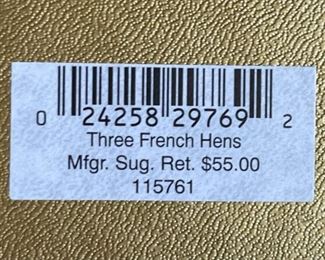 0 24258 29769 2
Three French Hens
Mfgr. Sug. Ret. $55.00
115761